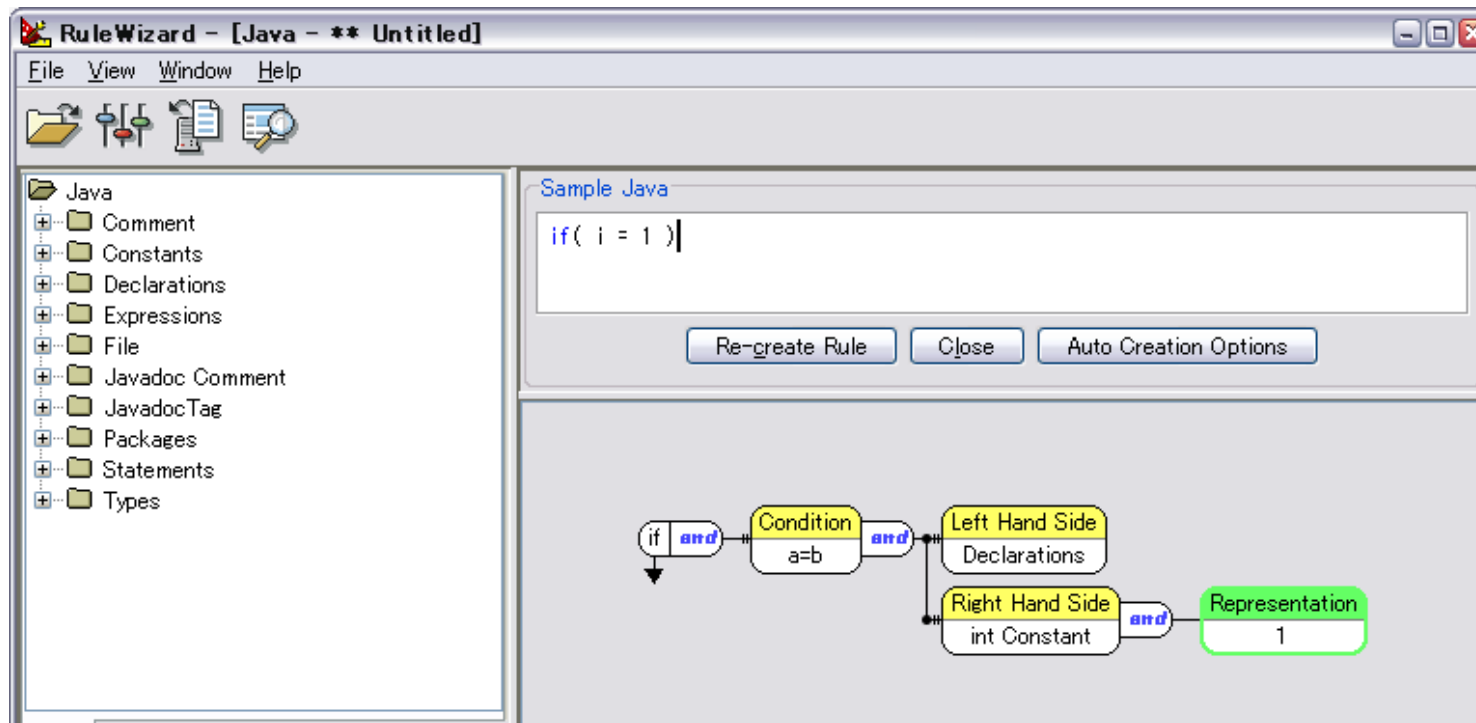 RuleWizard - [Java - ** Untitled]
File View Window Help
Java
Comment
Constants
Declarations
Expressions
File
Javadoc Comment
JavadocTag
Packages
Statements
Types
Sample Java
if( i = 1 )
Re-create Rule Close Auto Creation Options
if and Condition a=b and Left Hand Side Declarations
Right Hand Side int Constant and Representation 1